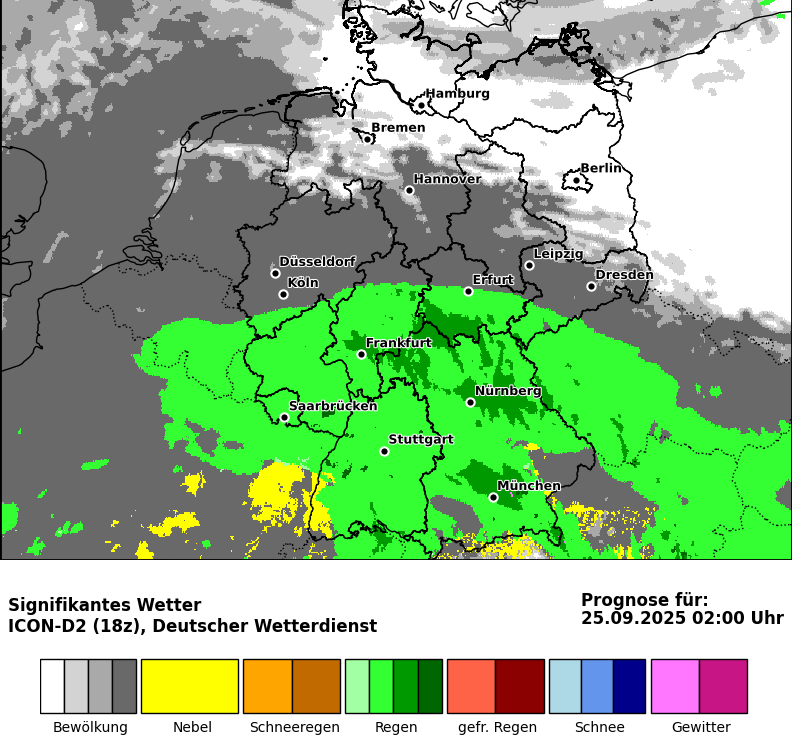 Hamburg
Bremen
Berlin
Hannover
Leipzig
Düsseldorf
Dresden
Erfurt
Köln
Frankfurt
Nürnberg
Saarbrücken
Stuttgart
München
Signifikantes Wetter
ICON-D2 (18z), Deutscher Wetterdienst
Prognose für:
25.09.2025 02:00 Uhr
Bewölkung
Nebel
Schneeregen
Regen
gefr. Regen
Schnee
Gewitter